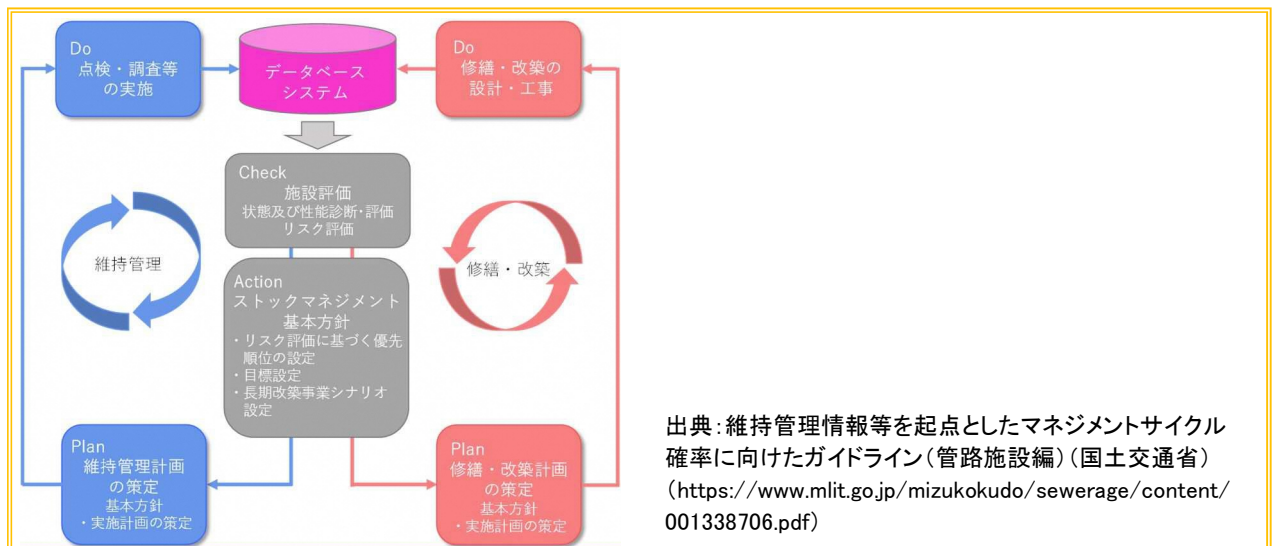 Do
点検・調査等
の実施
データベース
システム
Do
修繕・改築の
設計・工事
Check
施設評価
状態及び性能診断・評価
リスク評価
維持管理
修繕・改築
Action
ストックマネジメント
基本方針
・リスク評価に基づく優先
順位の設定
・目標設定
・長期改築事業シナリオ
設定
Plan
維持管理計画
の策定
基本方針
・実施計画の策定
Plan
修繕・改築計画
の策定
基本方針
・実施計画の策定
出典：維持管理情報等を起点としたマネジメントサイクル
確率に向けたガイドライン（管路施設編）（国土交通省）
（https://www.mlit.go.jp/mizukokudo/sewerage/content/
001338706.pdf）